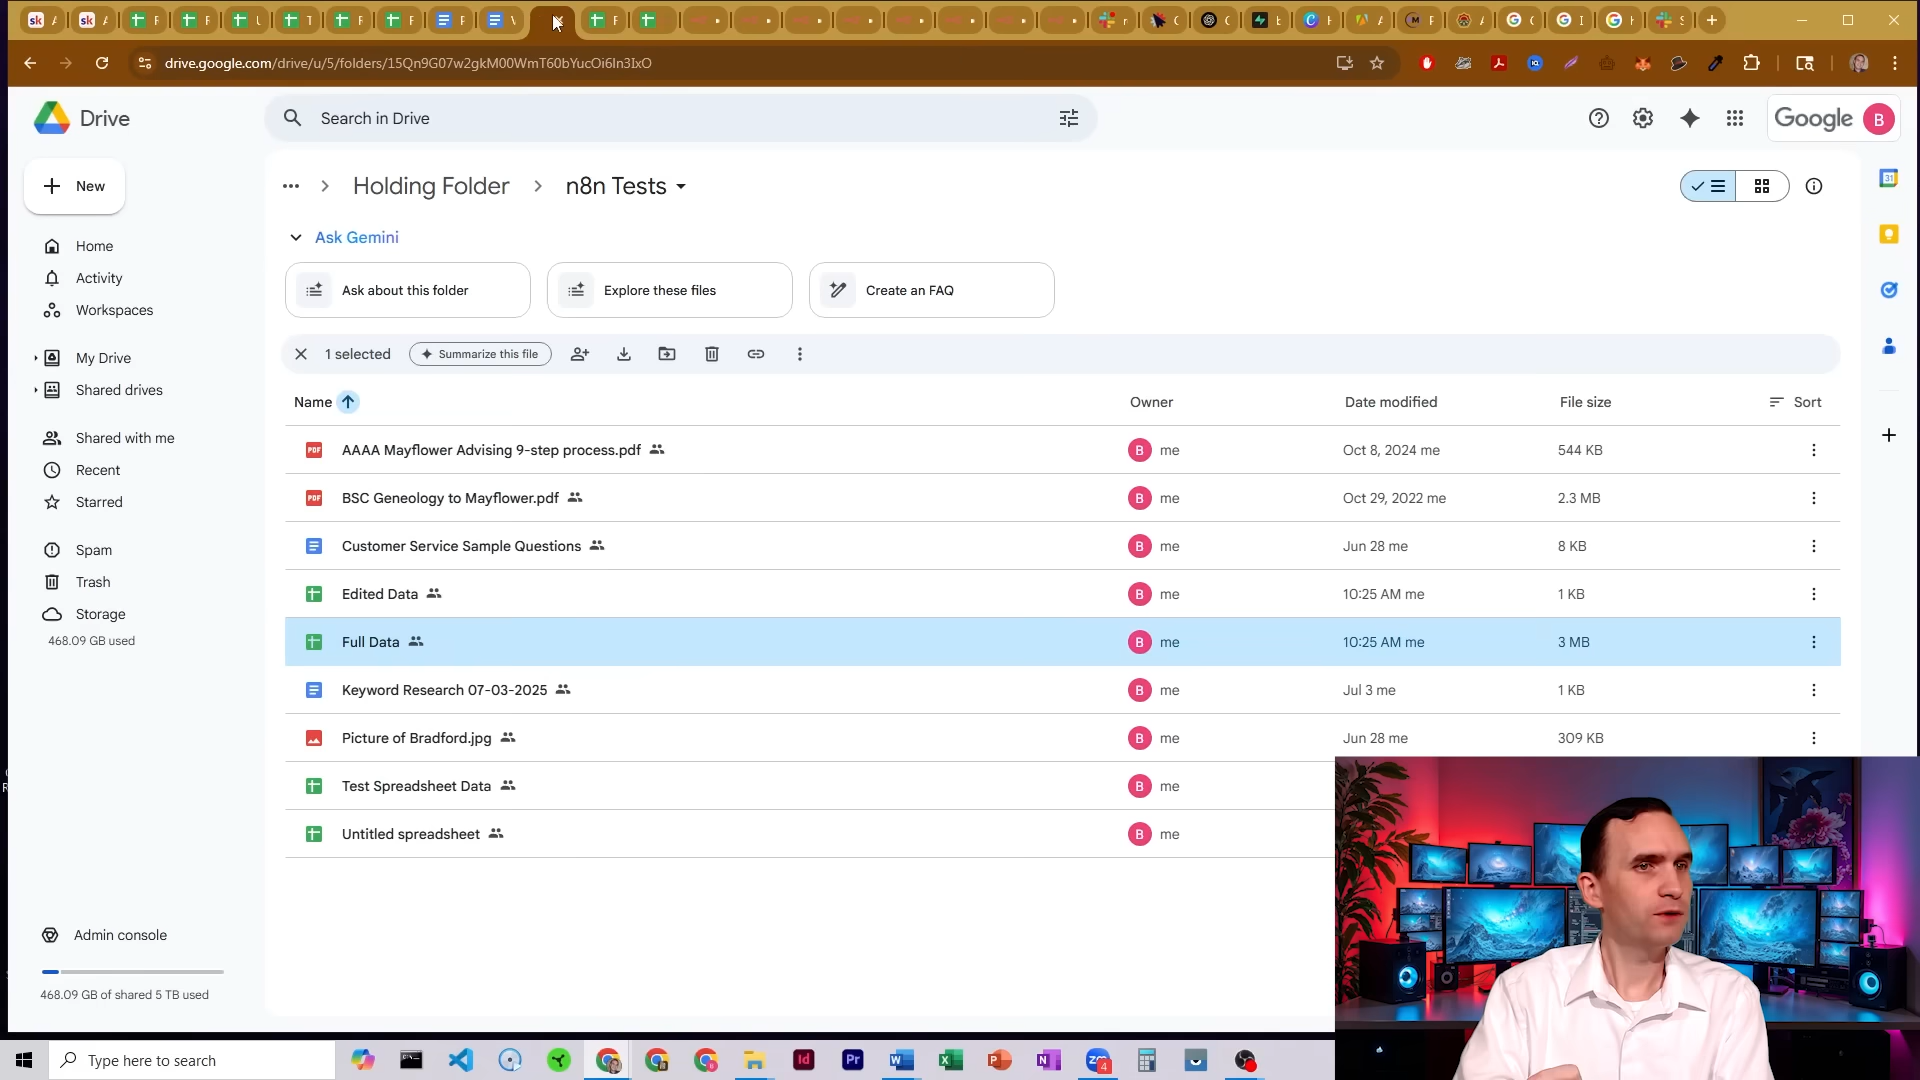 drive.google.com/drive/u/5/folders/15Qn9G07w2gkM00WmT60bYucOi6In3IxO
Drive
Search in Drive
Google
B
New
Holding Folder
n8n Tests
Ask Gemini
Ask about this folder
Explore these files
Create an FAQ
1 selected
Summarize this file
Home
Activity
Workspaces
My Drive
Shared drives
Shared with me
Recent
Starred
Spam
Trash
Storage
468.09 GB used
Admin console
468.09 GB of shared 5 TB used
Name Owner Date modified File size Sort
AAAA Mayflower Advising 9-step process.pdf B me Oct 8, 2024 me 544 KB
BSC Geneology to Mayflower.pdf B me Oct 29, 2022 me 2.3 MB
Customer Service Sample Questions B me Jun 28 me 8 KB
Edited Data B me 10:25 AM me 1 KB
Full Data B me 10:25 AM me 3 MB
Keyword Research 07-03-2025 B me Jul 3 me 1 KB
Picture of Bradford.jpg B me Jun 28 me 309 KB
Test Spreadsheet Data B me
Untitled spreadsheet B me
Type here to search